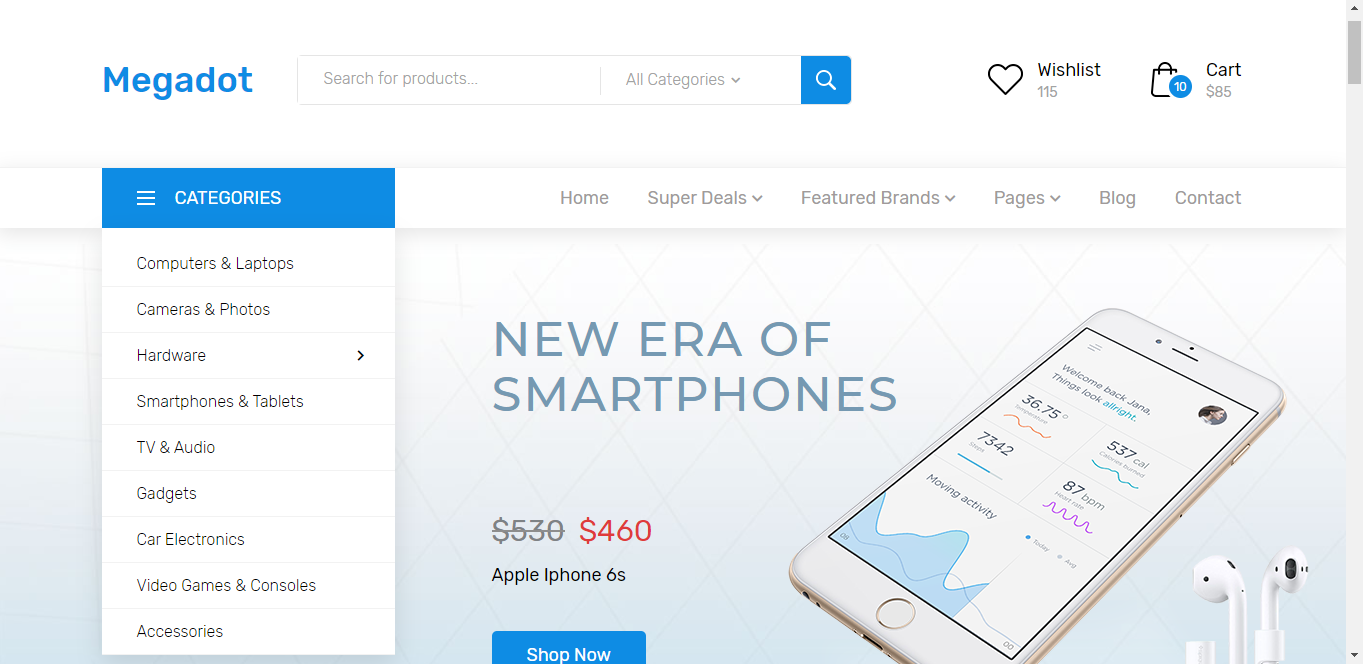 Megadot
Search for products...
All Categories
Wishlist
115
10
Cart
$85
CATEGORIES
Home
Super Deals
Featured Brands
Pages
Blog
Contact
Computers & Laptops
Cameras & Photos
Hardware
Smartphones & Tablets
TV & Audio
Gadgets
Car Electronics
Video Games & Consoles
Accessories
NEW ERA OF
SMARTPHONES
$530 $460
Apple Iphone 6s
Shop Now
Welcome back Jana,
Things look allright.
36.75
Temperature
7342
Steps
537 cal
Calories burned
87 bpm
Heart rate
Moving activity
Today
Avg
08
00